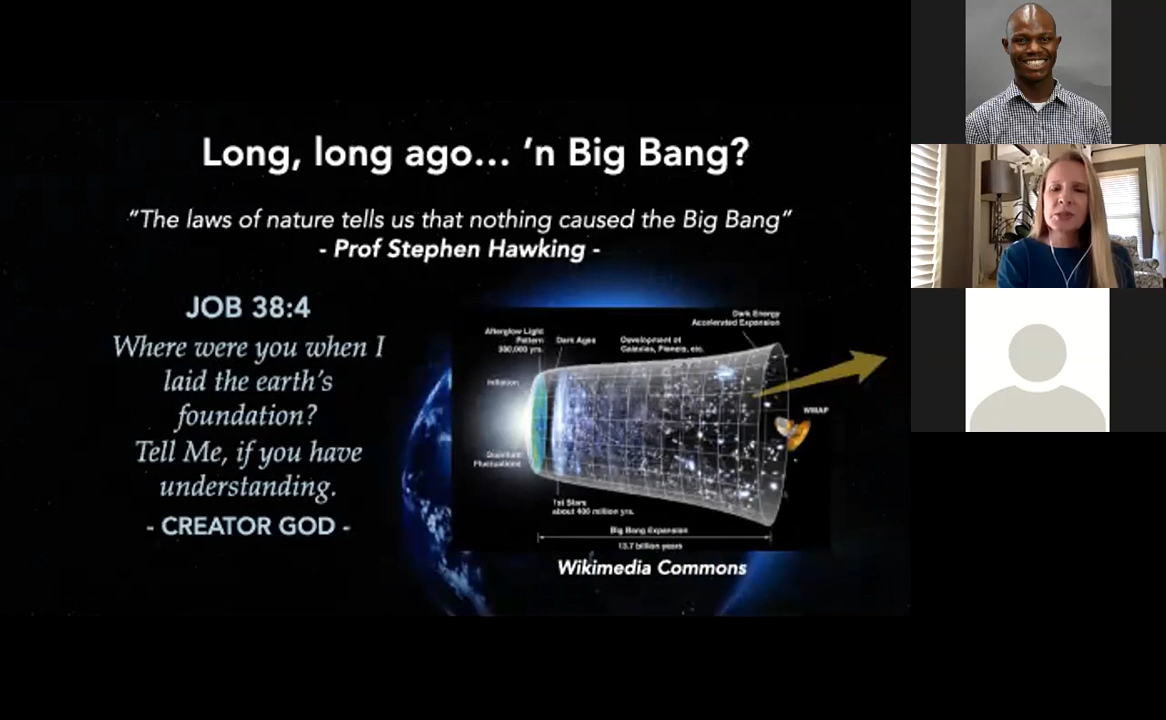 Long, long ago... 'n Big Bang?
"The laws of nature tells us that nothing caused the Big Bang"
- Prof Stephen Hawking -
JOB 38:4
Where were you when I
laid the earth's
foundation?
Tell Me, if you have
understanding.
- CREATOR GOD -
Dark Energy
Accelerated Expansion
Afterglow Light
Pattern
380,000 yrs.
Dark Ages
Development of
Galaxies, Planets, etc.
Inflation
WMAP
Quantum
Fluctuations
1st Stars
about 400 million yrs.
Big Bang Expansion
13.7 billion years
Wikimedia Commons